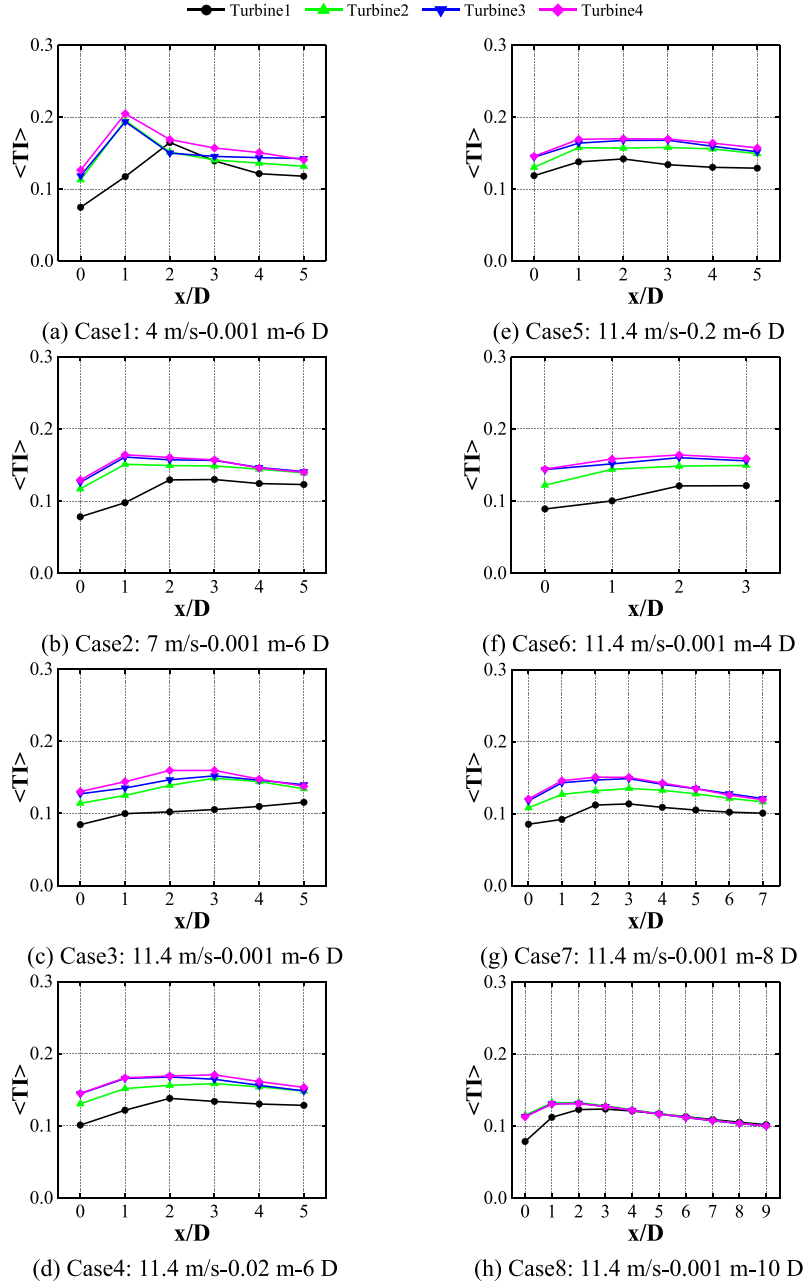 Turbine1 Turbine2 Turbine3 Turbine4
0.3
0.2
0.1
0.0
<TI>
0 1 2 3 4 5
x/D
(a) Case1: 4 m/s-0.001 m-6 D
0.3
0.2
0.1
0.0
<TI>
0 1 2 3 4 5
x/D
(e) Case5: 11.4 m/s-0.2 m-6 D
0.3
0.2
0.1
0.0
<TI>
0 1 2 3 4 5
x/D
(b) Case2: 7 m/s-0.001 m-6 D
0.3
0.2
0.1
0.0
<TI>
0 1 2 3
x/D
(f) Case6: 11.4 m/s-0.001 m-4 D
0.3
0.2
0.1
0.0
<TI>
0 1 2 3 4 5
x/D
(c) Case3: 11.4 m/s-0.001 m-6 D
0.3
0.2
0.1
0.0
<TI>
0 1 2 3 4 5 6 7
x/D
(g) Case7: 11.4 m/s-0.001 m-8 D
0.3
0.2
0.1
0.0
<TI>
0 1 2 3 4 5
x/D
(d) Case4: 11.4 m/s-0.02 m-6 D
0.3
0.2
0.1
0.0
<TI>
0 1 2 3 4 5 6 7 8 9
x/D
(h) Case8: 11.4 m/s-0.001 m-10 D